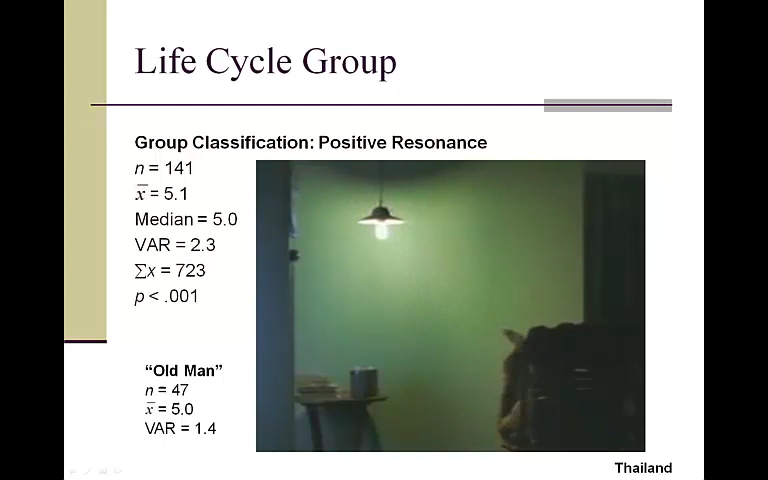 Life Cycle Group
Group Classification: Positive Resonance
n = 141
x̅ = 5.1
Median = 5.0
VAR = 2.3
∑x = 723
p < .001
“Old Man”
n = 47
x̅ = 5.0
VAR = 1.4
Thailand